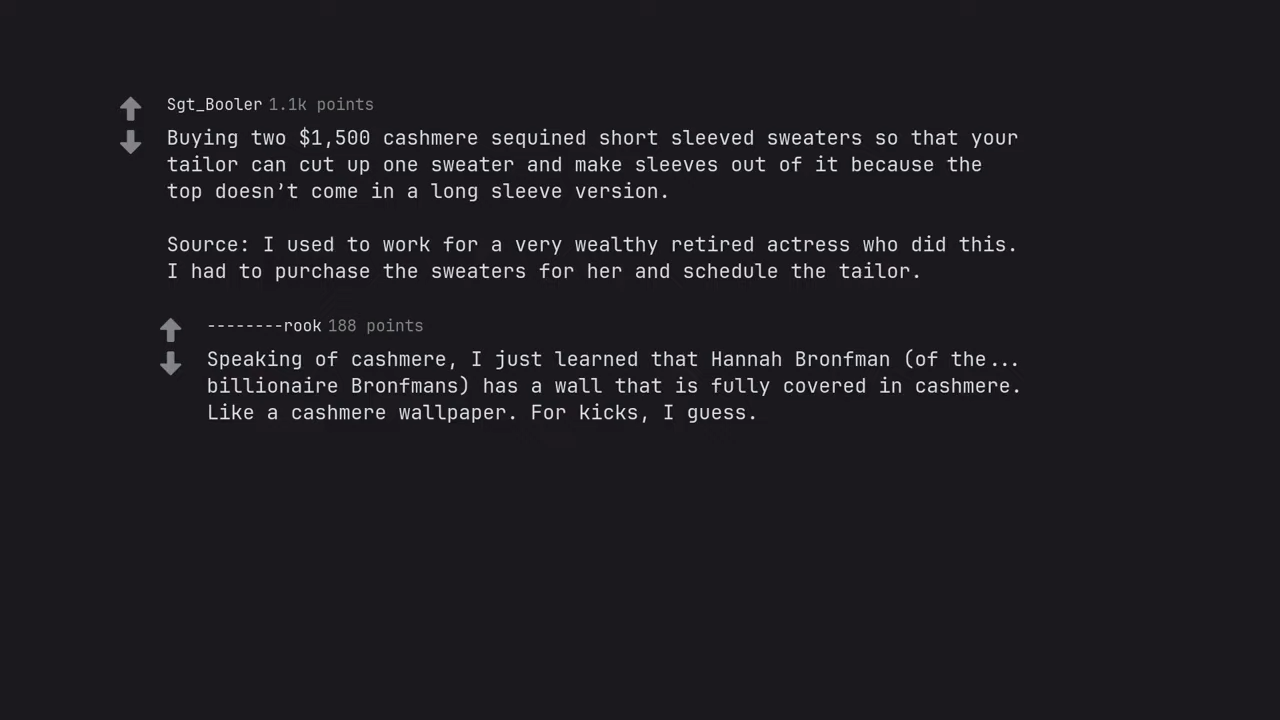 Sgt_Booler 1.1k points
Buying two $1,500 cashmere sequined short sleeved sweaters so that your
tailor can cut up one sweater and make sleeves out of it because the
top doesn’t come in a long sleeve version.
Source: I used to work for a very wealthy retired actress who did this.
I had to purchase the sweaters for her and schedule the tailor.
--------rook 188 points
Speaking of cashmere, I just learned that Hannah Bronfman (of the...
billionaire Bronfmans) has a wall that is fully covered in cashmere.
Like a cashmere wallpaper. For kicks, I guess.